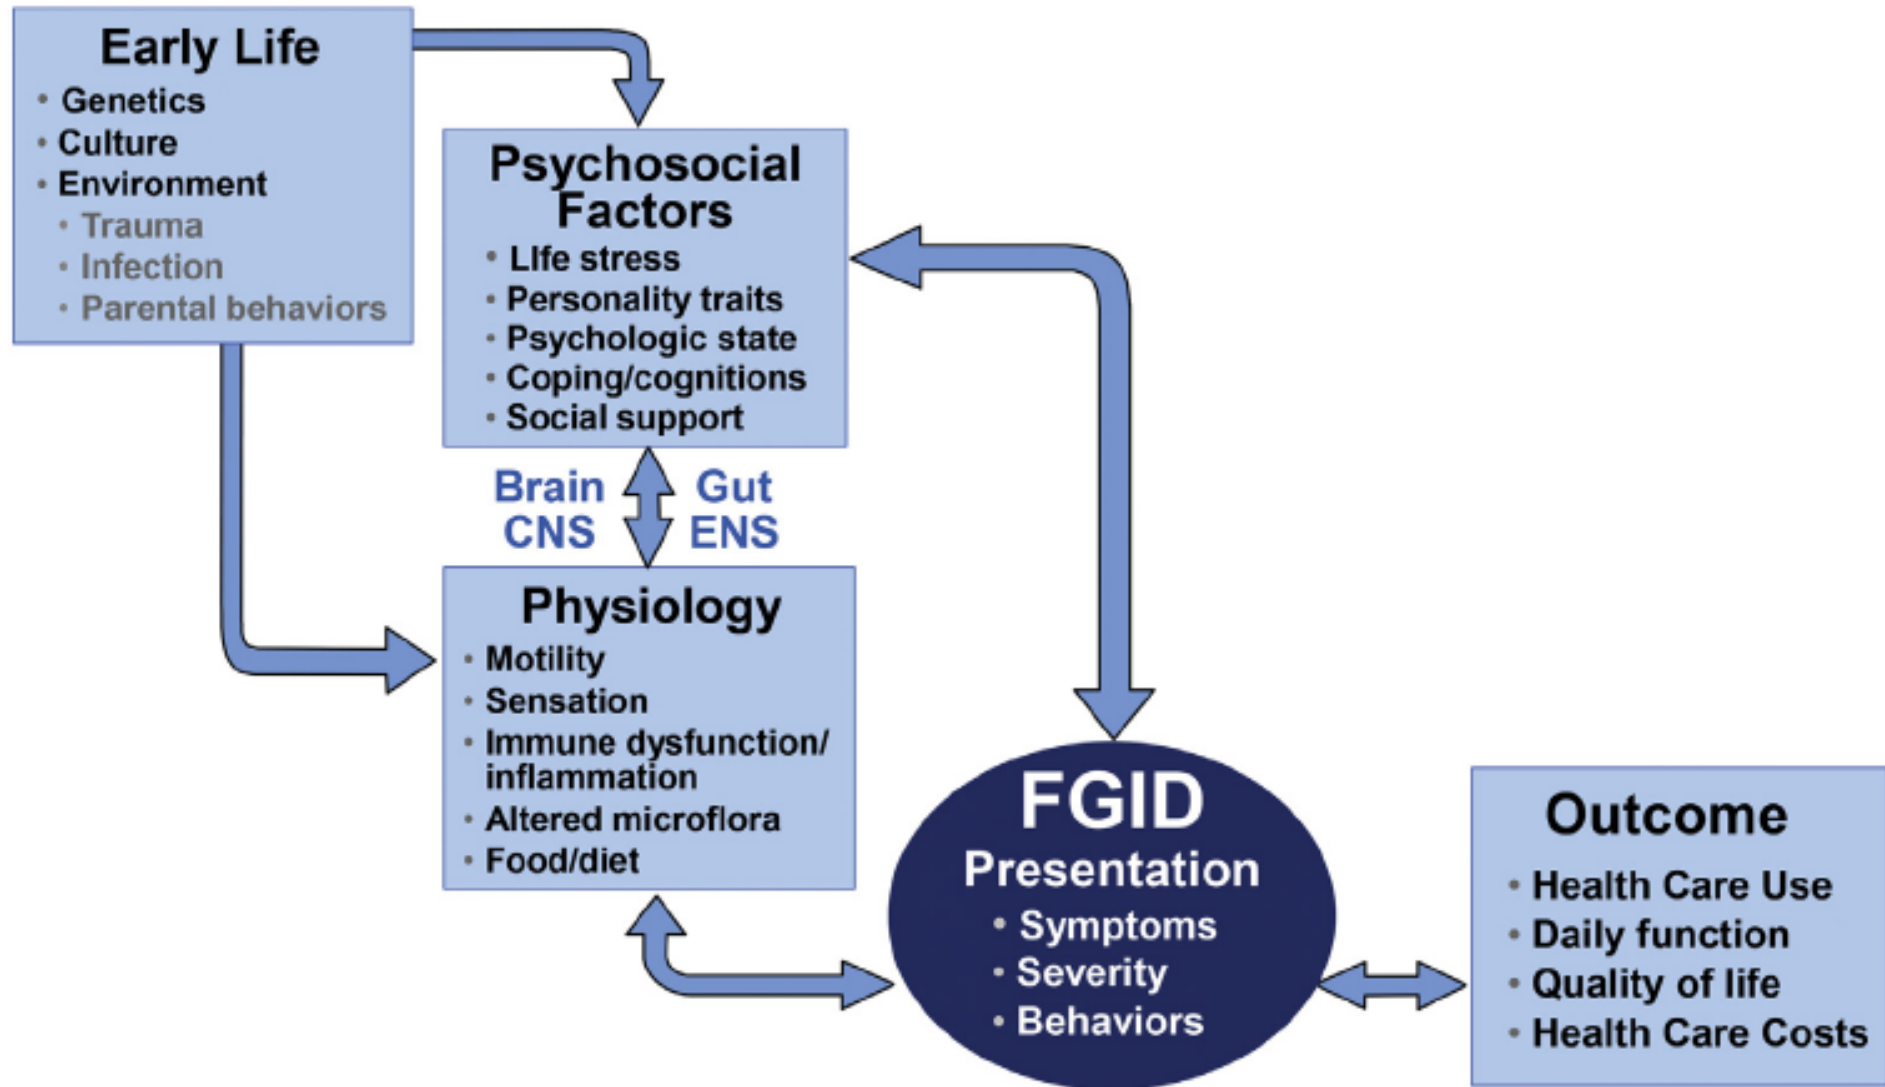 Early Life
• Genetics
• Culture
• Environment
• Trauma
• Infection
• Parental behaviors
Psychosocial
Factors
• LIfe stress
• Personality traits
• Psychologic state
• Coping/cognitions
• Social support
Brain Gut
CNS ENS
Physiology
• Motility
• Sensation
• Immune dysfunction/
inflammation
• Altered microflora
• Food/diet
FGID
Presentation
• Symptoms
• Severity
• Behaviors
Outcome
• Health Care Use
• Daily function
• Quality of life
• Health Care Costs